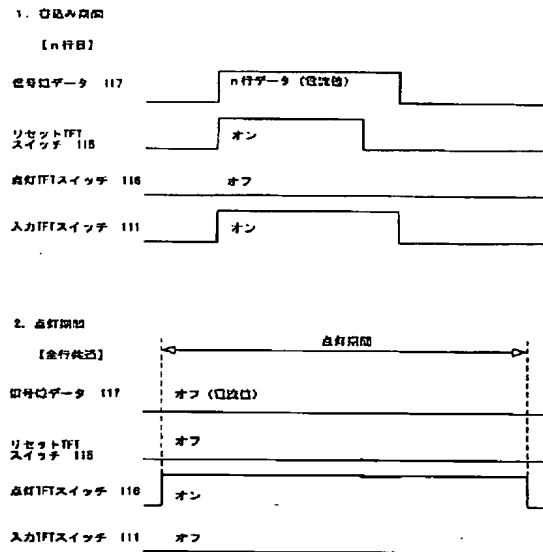 1. 書込み期間
【n行目】
信号線データ 117
n行データ (電流値)
リセットTFT
スイッチ 115
オン
点灯TFTスイッチ 116
オフ
入力TFTスイッチ 111
オン
2. 点灯期間
【全行共通】
点灯期間
信号線データ 117
オフ (電流値)
リセットTFT
スイッチ 115
オフ
点灯TFTスイッチ 116
オン
入力TFTスイッチ 111
オフ